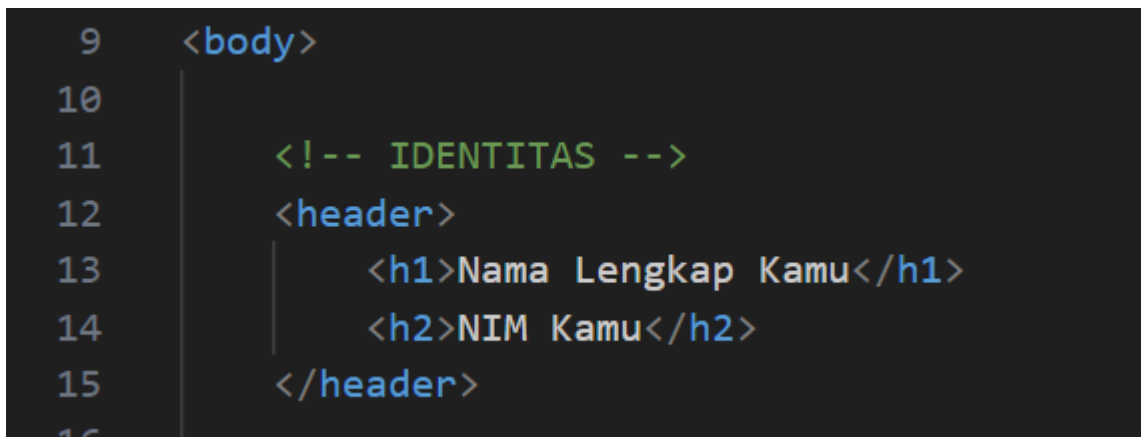 9 <body>
10
11 <!-- IDENTITAS -->
12 <header>
13 <h1>Nama Lengkap Kamu</h1>
14 <h2>NIM Kamu</h2>
15 </header>
16